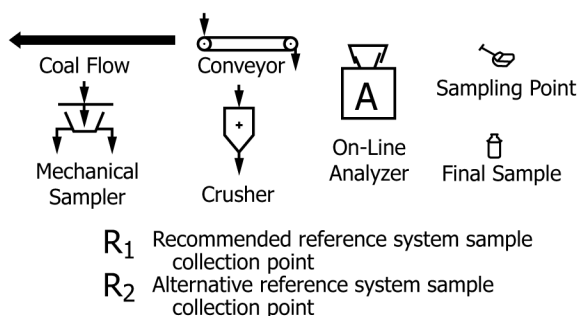 Coal Flow
Conveyor
A
Sampling Point
Mechanical
Sampler
Crusher
On-Line
Analyzer
Final Sample
R1 Recommended reference system sample
collection point
R2 Alternative reference system sample
collection point